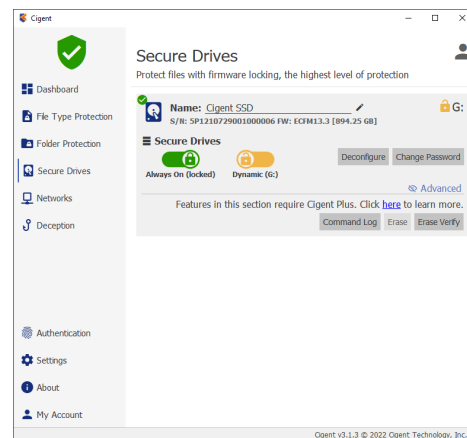 Cigent
Secure Drives
Protect files with firmware locking, the highest level of protection
Dashboard
File Type Protection
Folder Protection
Secure Drives
Networks
Deception
Authentication
Settings
About
My Account
Name: Cigent SSD
G:
S/N: SP1210729001000006 FW: ECFM13.3 [894.25 GB]
Secure Drives
Always On (locked)
Dynamic (G:)
Deconfigure
Change Password
Advanced
Features in this section require Cigent Plus. Click here to learn more.
Command Log
Erase
Erase Verify
Cigent v3.1.3 © 2022 Cigent Technology, Inc.